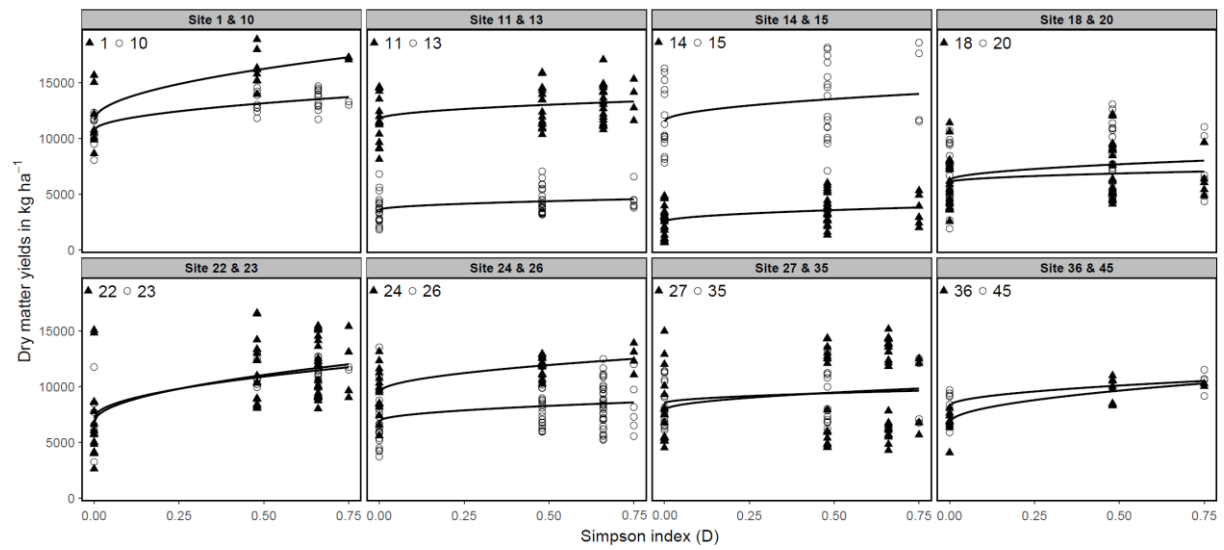 Site 1 & 10 Site 11 & 13 Site 14 & 15 Site 18 & 20
▲ 1 ○ 10 ▲ 11 ○ 13 ▲ 14 ○ 15 ▲ 18 ○ 20
15000
10000
5000
0
Site 22 & 23 Site 24 & 26 Site 27 & 35 Site 36 & 45
▲ 22 ○ 23 ▲ 24 ○ 26 ▲ 27 ○ 35 ▲ 36 ○ 45
15000
10000
5000
0
0.00 0.25 0.50 0.75 0.00 0.25 0.50 0.75 0.00 0.25 0.50 0.75 0.00 0.25 0.50 0.75
Simpson index (D)
Dry matter yields in kg ha⁻¹